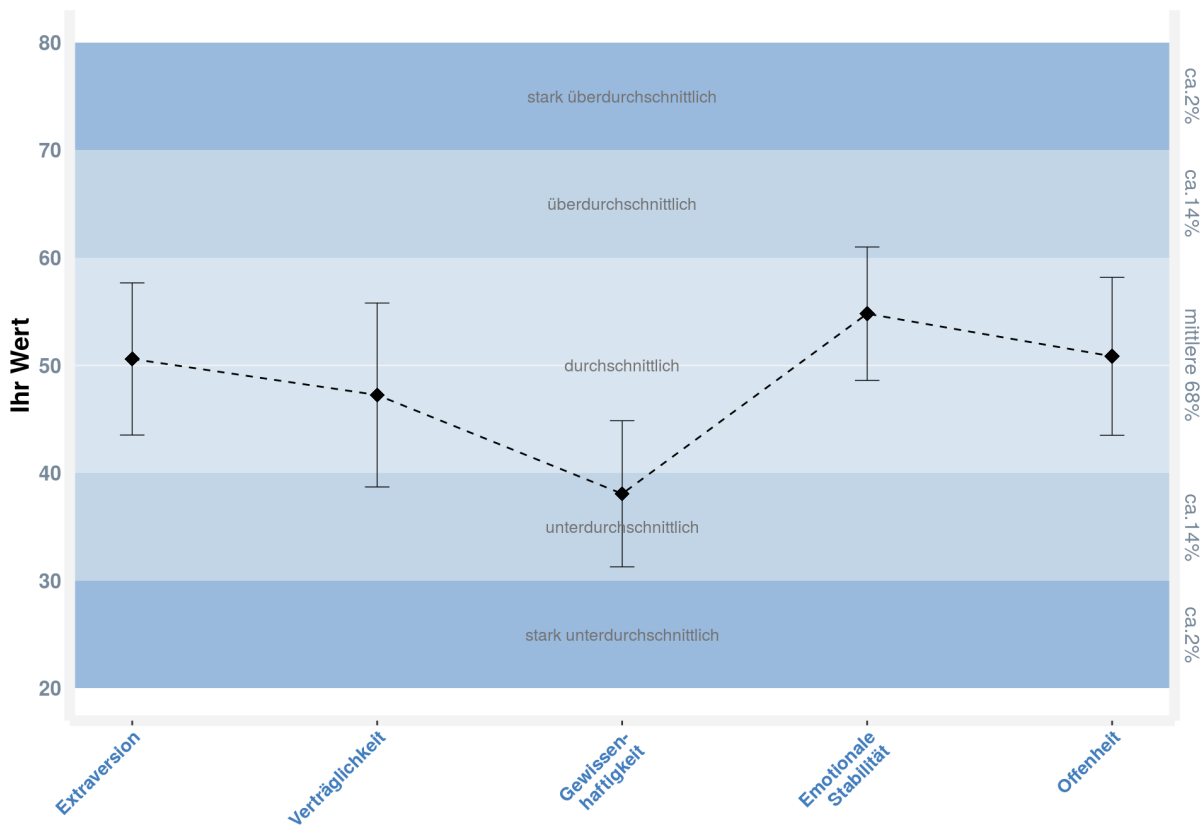 80
stark überdurchschnittlich
ca.2%
70
überdurchschnittlich
ca.14%
60
Ihr Wert
50
durchschnittlich
mittlere 68%
40
unterdurchschnittlich
ca.14%
30
stark unterdurchschnittlich
ca.2%
20
Extraversion
Verträglichkeit
Gewissen-
haftigkeit
Emotionale
Stabilität
Offenheit